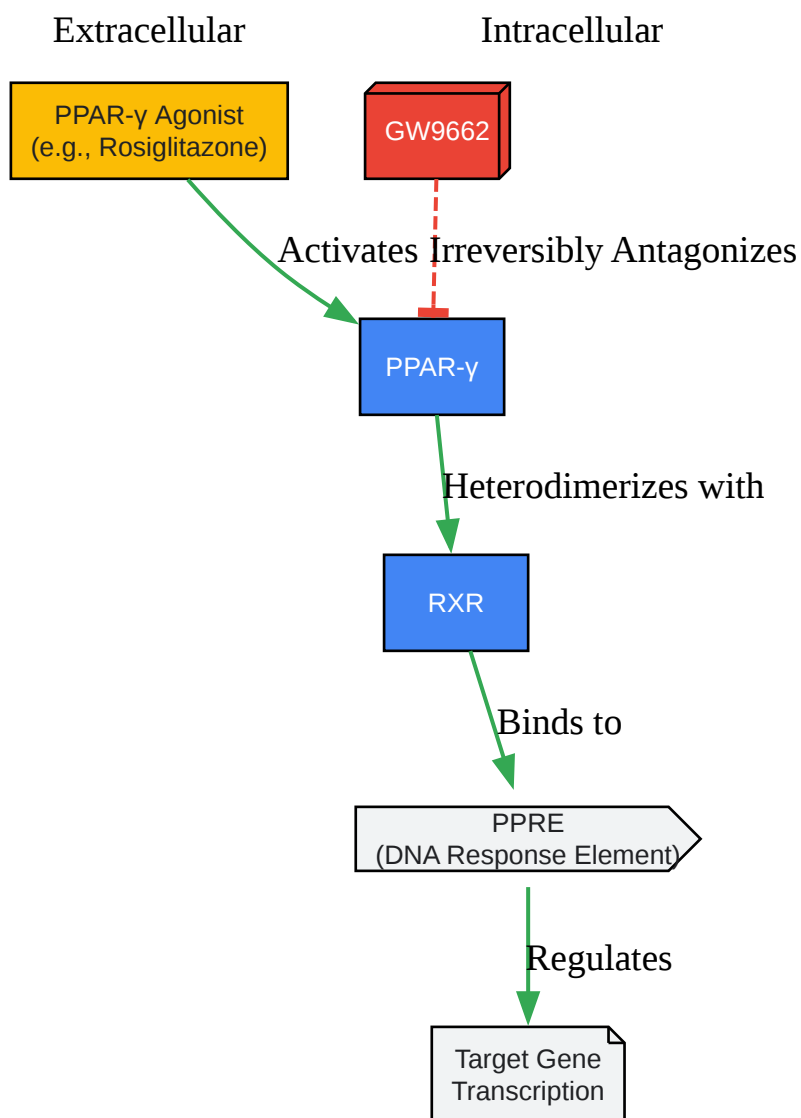 Extracellular
Intracellular
PPAR-γ Agonist
(e.g., Rosiglitazone)
GW9662
Activates
Irreversibly Antagonizes
PPAR-γ
Heterodimerizes with
RXR
Binds to
PPRE
(DNA Response Element)
Regulates
Target Gene
Transcription